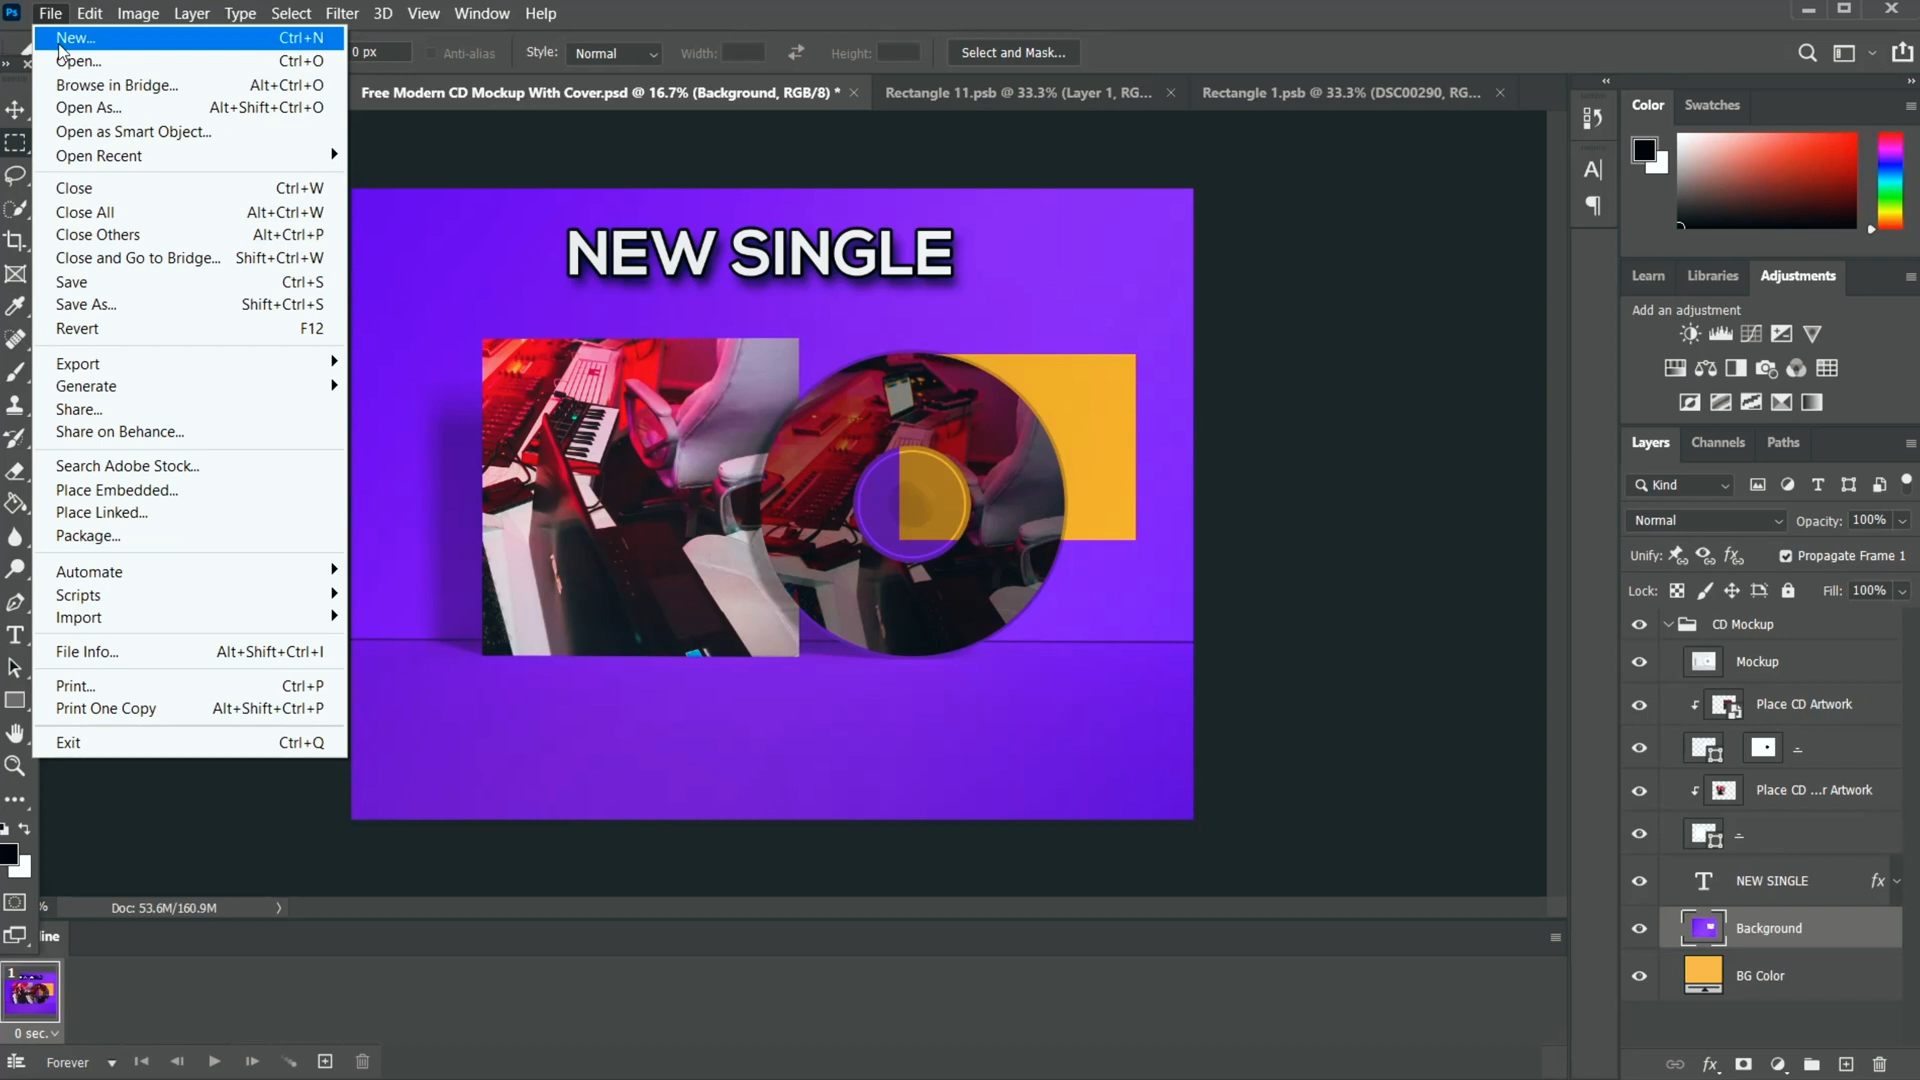 Ps File Edit Image Layer Type Select Filter 3D View Window Help
0 px Anti-alias Style: Normal Width: Height: Select and Mask...
Free Modern CD Mockup With Cover.psd @ 16.7% (Background, RGB/8) * Rectangle 11.psb @ 33.3% (Layer 1, RG... Rectangle 1.psb @ 33.3% (DSC00290, RG...
New... Ctrl+N
Open... Ctrl+O
Browse in Bridge... Alt+Ctrl+O
Open As... Alt+Shift+Ctrl+O
Open as Smart Object...
Open Recent
Close Ctrl+W
Close All Alt+Ctrl+W
Close Others Alt+Ctrl+P
Close and Go to Bridge... Shift+Ctrl+W
Save Ctrl+S
Save As... Shift+Ctrl+S
Revert F12
Export
Generate
Share...
Share on Behance...
Search Adobe Stock...
Place Embedded...
Place Linked...
Package...
Automate
Scripts
Import
File Info... Alt+Shift+Ctrl+I
Print... Ctrl+P
Print One Copy Alt+Shift+Ctrl+P
Exit Ctrl+Q
NEW SINGLE
Color Swatches
Learn Libraries Adjustments
Add an adjustment
Layers Channels Paths
Kind
Normal Opacity: 100%
Unify: Propagate Frame 1
Lock: Fill: 100%
CD Mockup
Mockup
Place CD Artwork
Place CD ...r Artwork
NEW SINGLE fx
Background
BG Color
% Doc: 53.6M/160.9M
line
1
0 sec.
Forever
fx